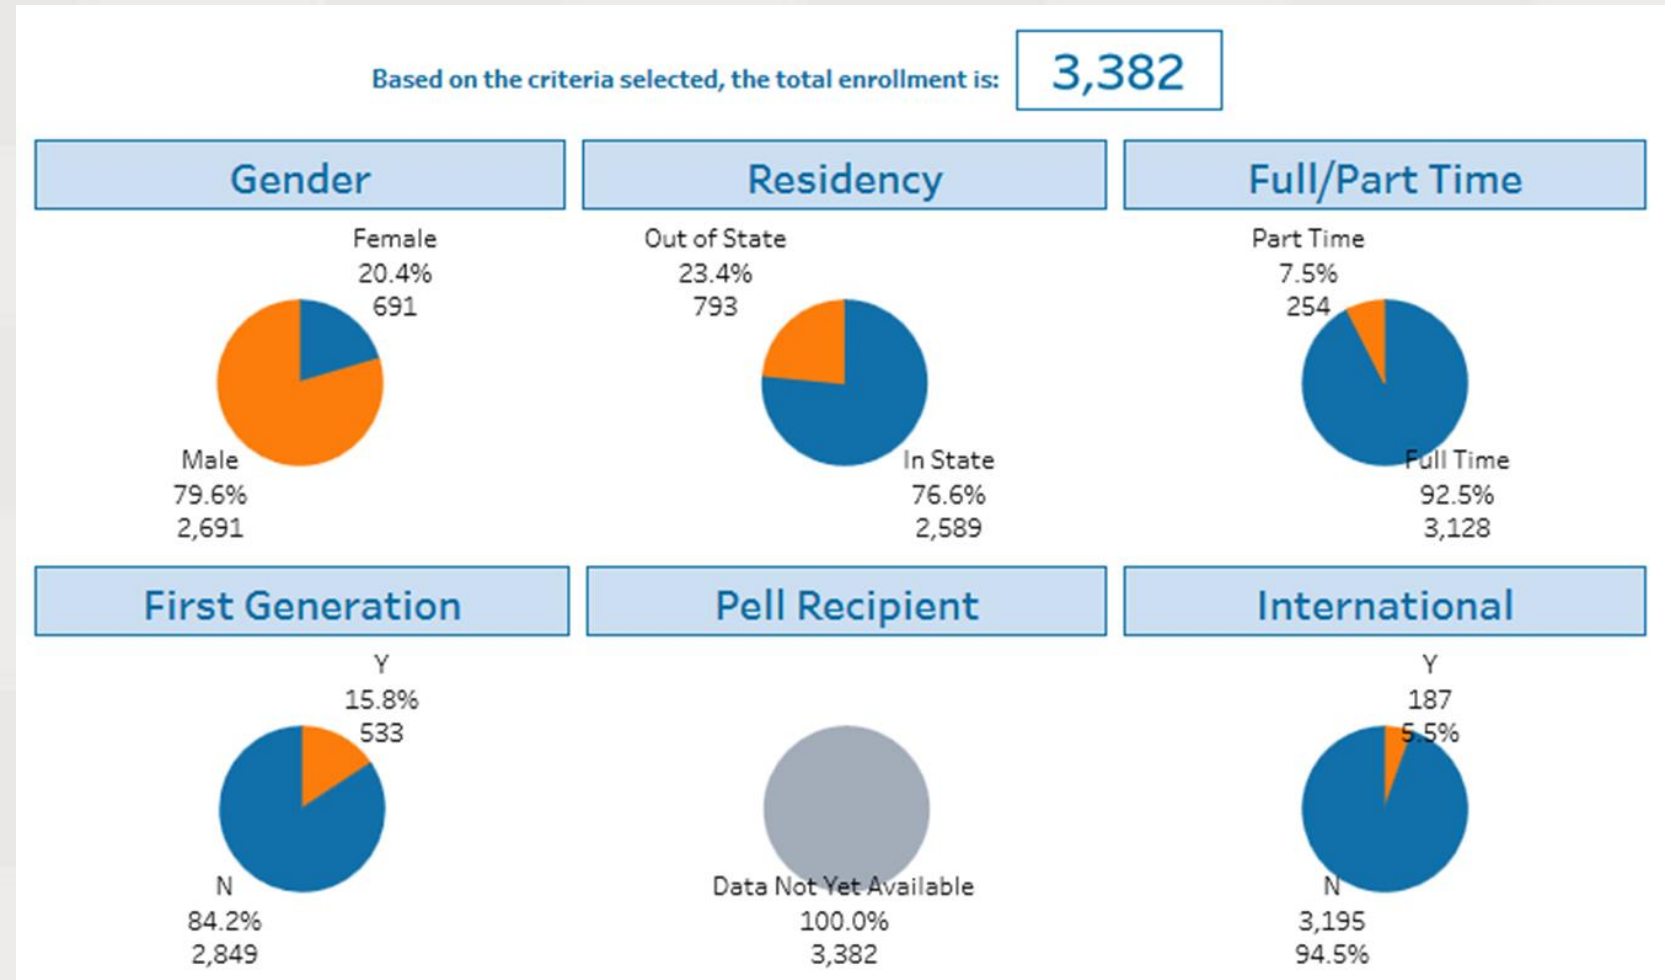 Based on the criteria selected, the total enrollment is:
3,382
Gender
Female
20.4%
691
Male
79.6%
2,691
Residency
Out of State
23.4%
793
In State
76.6%
2,589
Full/Part Time
Part Time
7.5%
254
Full Time
92.5%
3,128
First Generation
Y
15.8%
533
N
84.2%
2,849
Pell Recipient
Data Not Yet Available
100.0%
3,382
International
Y
187
5.5%
N
3,195
94.5%